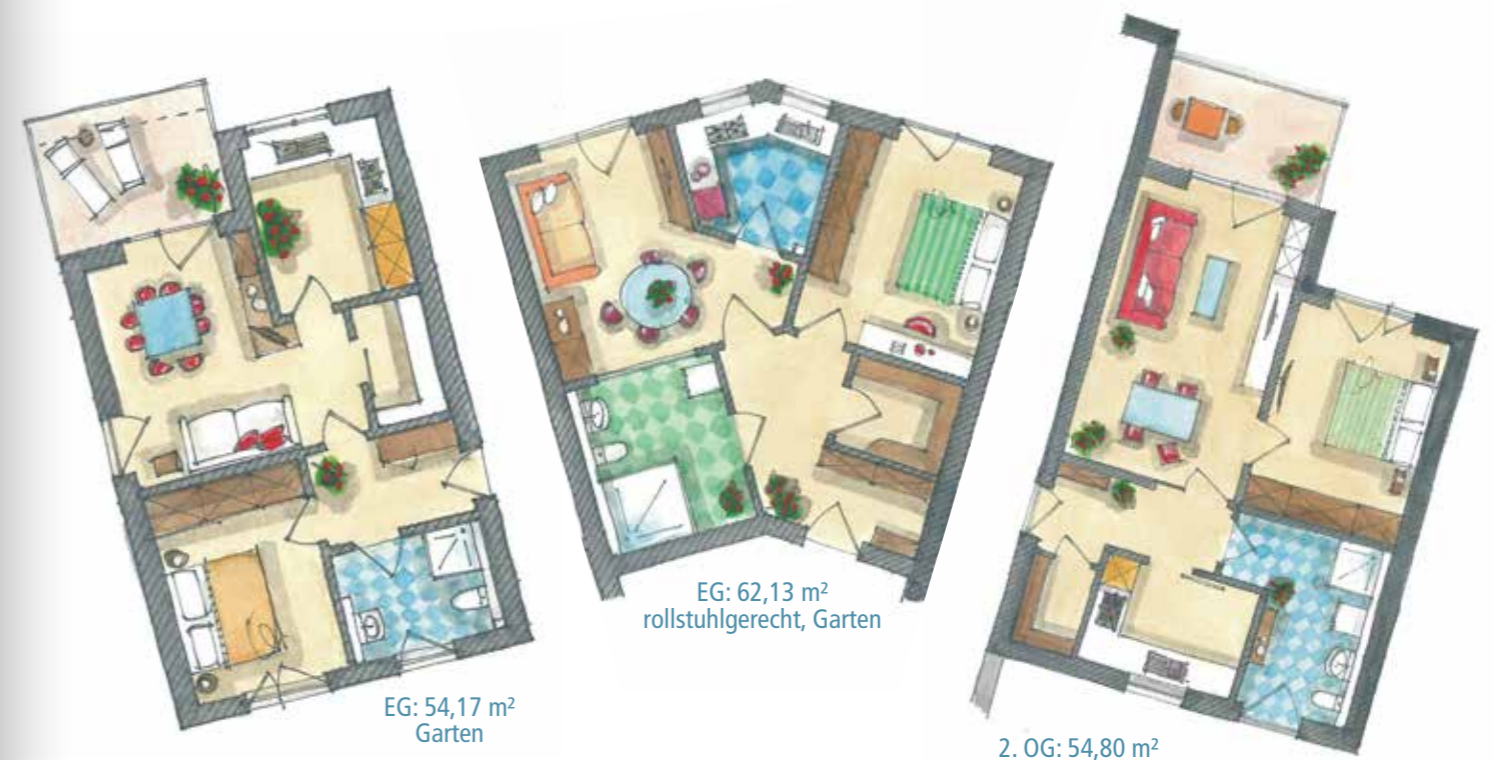 EG: 54,17 m²
Garten
EG: 62,13 m²
rollstuhlgerecht, Garten
2. OG: 54,80 m²